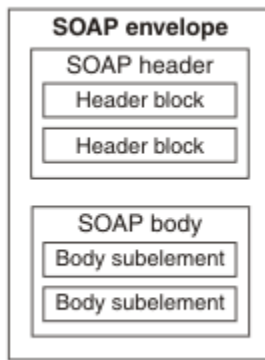 SOAP envelope
SOAP header
Header block
Header block
SOAP body
Body subelement
Body subelement